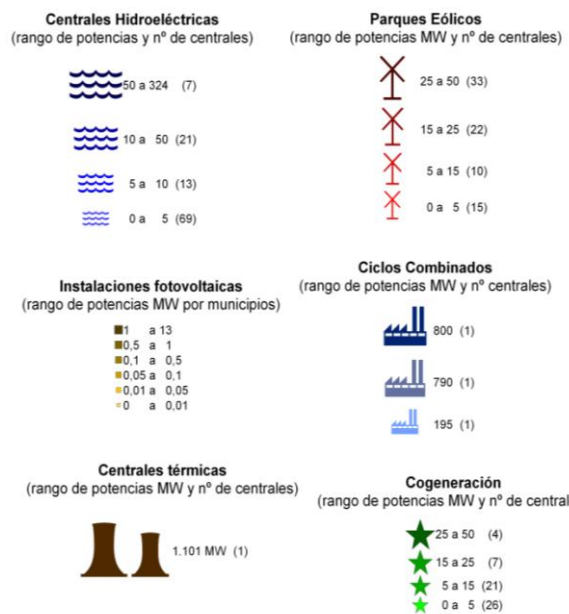 Centrales Hidroeléctricas
(rango de potencias y nº de centrales)
50 a 324 (7)
10 a 50 (21)
5 a 10 (13)
0 a 5 (69)
Parques Eólicos
(rango de potencias MW y nº de centrales)
25 a 50 (33)
15 a 25 (22)
5 a 15 (10)
0 a 5 (15)
Instalaciones fotovoltaicas
(rango de potencias MW por municipios)
1 a 13
0,5 a 1
0,1 a 0,5
0,05 a 0,1
0,01 a 0,05
0 a 0,01
Ciclos Combinados
(rango de potencias MW y nº centrales)
800 (1)
790 (1)
195 (1)
Centrales térmicas
(rango de potencias MW y nº de centrales)
1.101 MW (1)
Cogeneración
(rango de potencias MW y nº de central
25 a 50 (4)
15 a 25 (7)
5 a 15 (21)
0 a 5 (26)